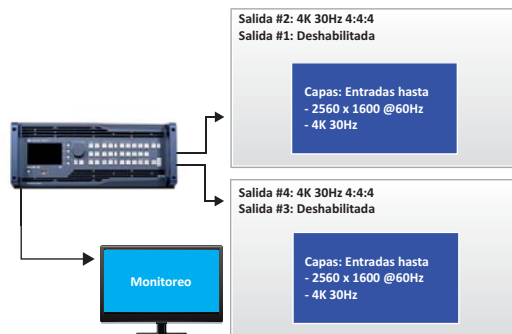 Salida #2: 4K 30Hz 4:4:4
Salida #1: Deshabilitada
Capas: Entradas hasta
- 2560 x 1600 @60Hz
- 4K 30Hz
Salida #4: 4K 30Hz 4:4:4
Salida #3: Deshabilitada
Capas: Entradas hasta
- 2560 x 1600 @60Hz
- 4K 30Hz
Monitoreo